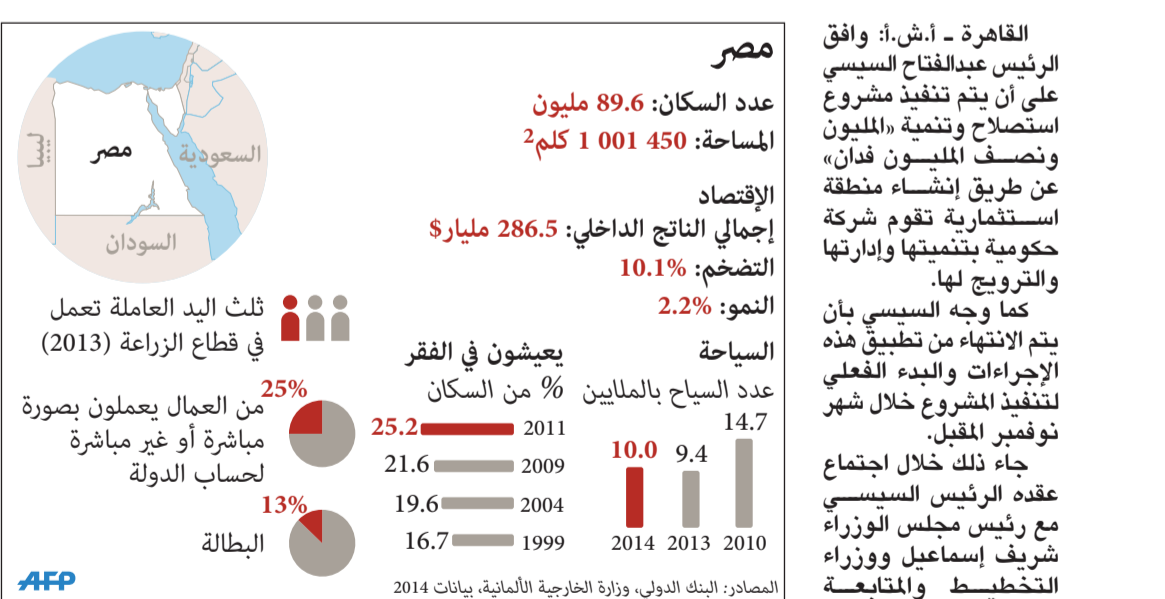 القاهرة ـ أ.ش.أ: وافق
الرئيس عبدالفتاح السيسي
على أن يتم تنفيذ مشروع
استصلاح وتنمية «المليون
ونصـف المليـون فدان»
عن طريق إنشـاء منطقة
اسـتثمارية تقوم شركة
حكومية بتنميتها وإدارتها
والترويج لها.
كما وجه السيسي بأن
يتم الانتهاء من تطبيق هذه
الإجراءات والبدء الفعلي
لتنفيذ المشروع خلال شهر
نوفمبر المقبل.
جاء ذلك خلال اجتماع
عقده الرئيس السيسـي
مع رئيس مجلس الوزراء
شريف إسماعيل ووزراء
التخطيـط والمتابعـة
مصر
عدد السكان: 89.6 مليون
المساحة: 450 001 1 كلم2
الإقتصاد
إجمالي الناتج الداخلي: 286.5 مليار$
التضخم: 10.1%
النمو: 2.2%
السياحة
عدد السياح بالملايين
14.7
9.4
10.0
2010
2013
2014
يعيشون في الفقر
% من السكان
2011 25.2
2009 21.6
2004 19.6
1999 16.7
مصر
السعودية
ليبيا
السودان
ثلث اليد العاملة تعمل
في قطاع الزراعة (2013)
25%
من العمال يعملون بصورة
مباشرة أو غير مباشرة
لحساب الدولة
13%
البطالة
المصادر: البنك الدولي، وزارة الخارجية الألمانية، بيانات 2014
AFP